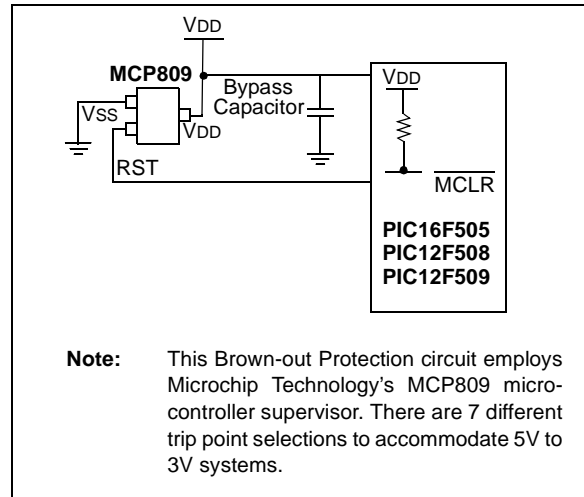 VDD
MCP809
Bypass
Capacitor
VDD
VSS
VDD
RST
MCLR
PIC16F505
PIC12F508
PIC12F509
Note: This Brown-out Protection circuit employs
Microchip Technology's MCP809 micro-
controller supervisor. There are 7 different
trip point selections to accommodate 5V to
3V systems.